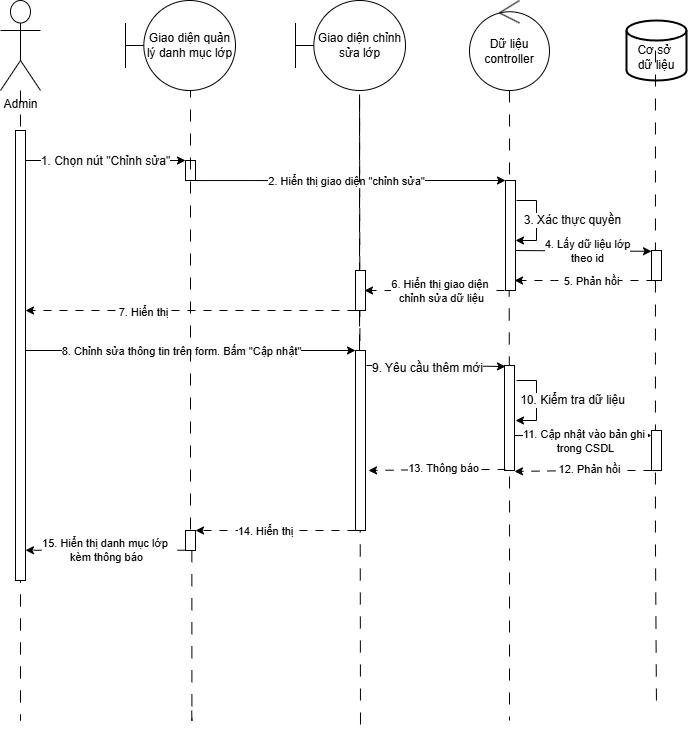 Giao diện quản
lý danh mục lớp
Giao diện chỉnh
sửa lớp
Dữ liệu
controller
Cơ sở
dữ liệu
Admin
1. Chọn nút "Chỉnh sửa"
2. Hiển thị giao diện "chỉnh sửa"
3. Xác thực quyền
4. Lấy dữ liệu lớp
theo id
5. Phản hồi
6. Hiển thị giao diện
chỉnh sửa dữ liệu
7. Hiển thị
8. Chỉnh sửa thông tin trên form. Bấm "Cập nhật"
9. Yêu cầu thêm mới
10. Kiểm tra dữ liệu
11. Cập nhật vào bản ghi
trong CSDL
12. Phản hồi
13. Thông báo
14. Hiển thị
15. Hiển thị danh mục lớp
kèm thông báo